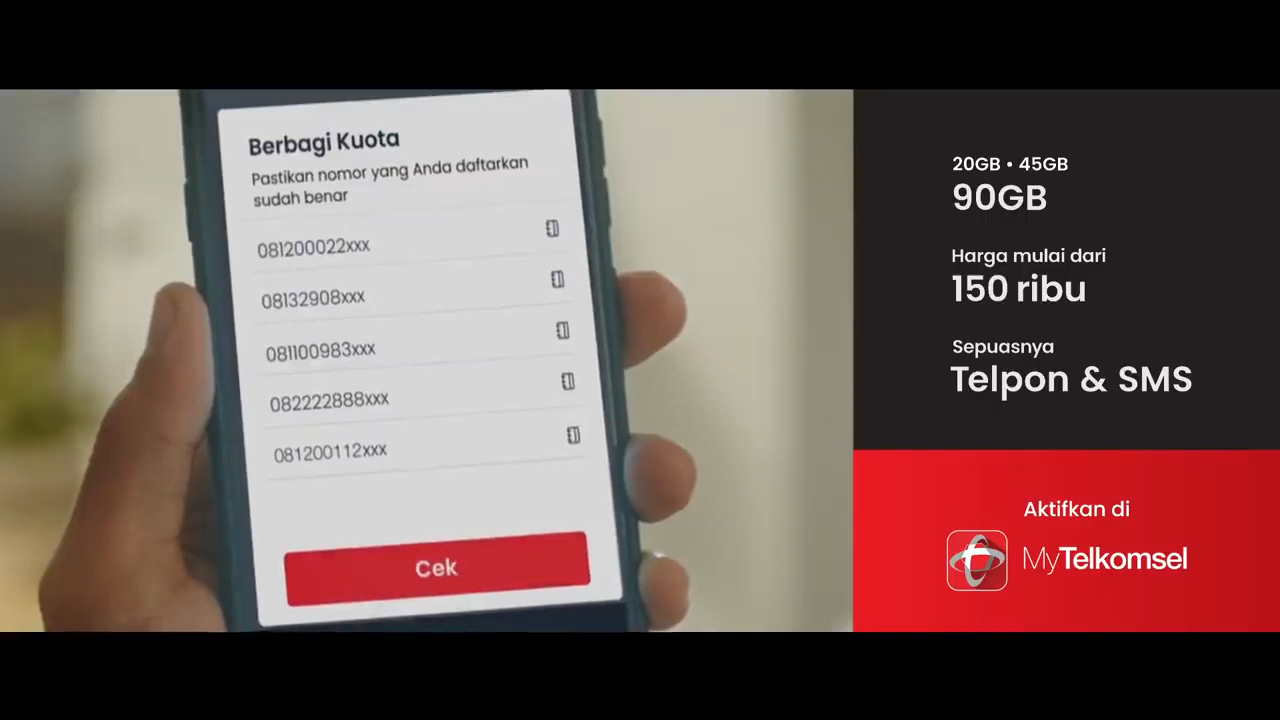 Berbagi Kuota
Pastikan nomor yang Anda daftarkan
sudah benar
081200022xxx
08132908xxx
081100983xxx
082222888xxx
081200112xxx
Cek
20GB • 45GB
90GB
Harga mulai dari
150 ribu
Sepuasnya
Telpon & SMS
Aktifkan di
MyTelkomsel